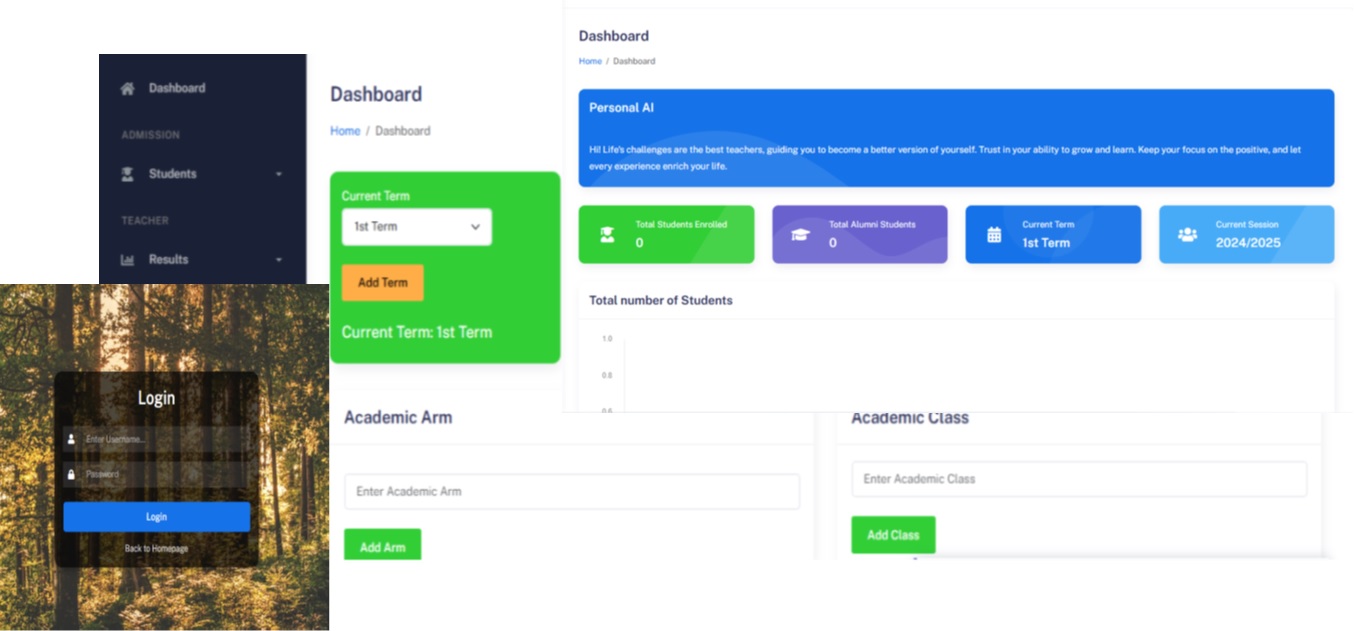 Dashboard
ADMISSION
Students
TEACHER
Results
Login
Enter Username...
Password
Login
Back to Homepage
Dashboard
Home / Dashboard
Current Term
1st Term
Add Term
Current Term: 1st Term
Academic Arm
Enter Academic Arm
Add Arm
Dashboard
Home / Dashboard
Personal AI
Hi! Life's challenges are the best teachers, guiding you to become a better version of yourself. Trust in your ability to grow and learn. Keep your focus on the positive, and let
every experience enrich your life.
Total Students Enrolled
0
Total Alumni Students
0
Current Term
1st Term
Current Session
2024/2025
Total number of Students
1.0
0.8
0.6
Academic Class
Enter Academic Class
Add Class